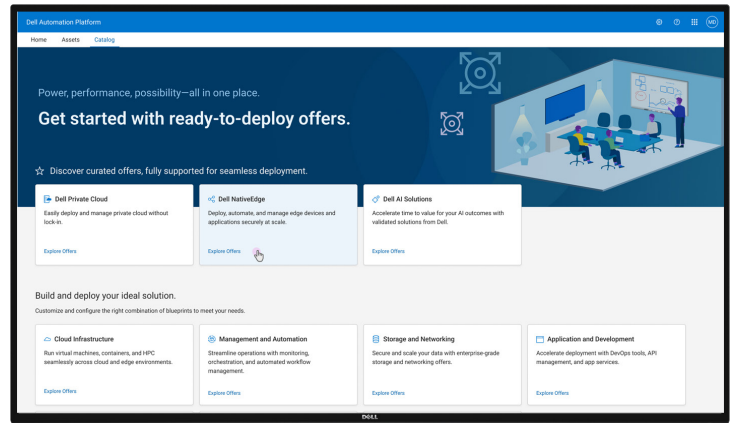 Dell Automation Platform
MD
Home Assets Catalog
Power, performance, possibility—all in one place.
Get started with ready-to-deploy offers.
Discover curated offers, fully supported for seamless deployment.
Dell Private Cloud
Easily deploy and manage private cloud without
lock-in.
Explore Offers
Dell NativeEdge
Deploy, automate, and manage edge devices and
applications securely at scale.
Explore Offers
Dell AI Solutions
Accelerate time to value for your AI outcomes with
validated solutions from Dell.
Explore Offers
Build and deploy your ideal solution.
Customize and configure the right combination of blueprints to meet your needs.
Cloud Infrastructure
Run virtual machines, containers, and HPC
seamlessly across cloud and edge environments.
Explore Offers
Management and Automation
Streamline operations with monitoring,
orchestration, and automated workflow
management.
Explore Offers
Storage and Networking
Secure and scale your data with enterprise-grade
storage and networking offers.
Explore Offers
Application and Development
Accelerate deployment with DevOps tools, API
management, and app services.
Explore Offers
DELL